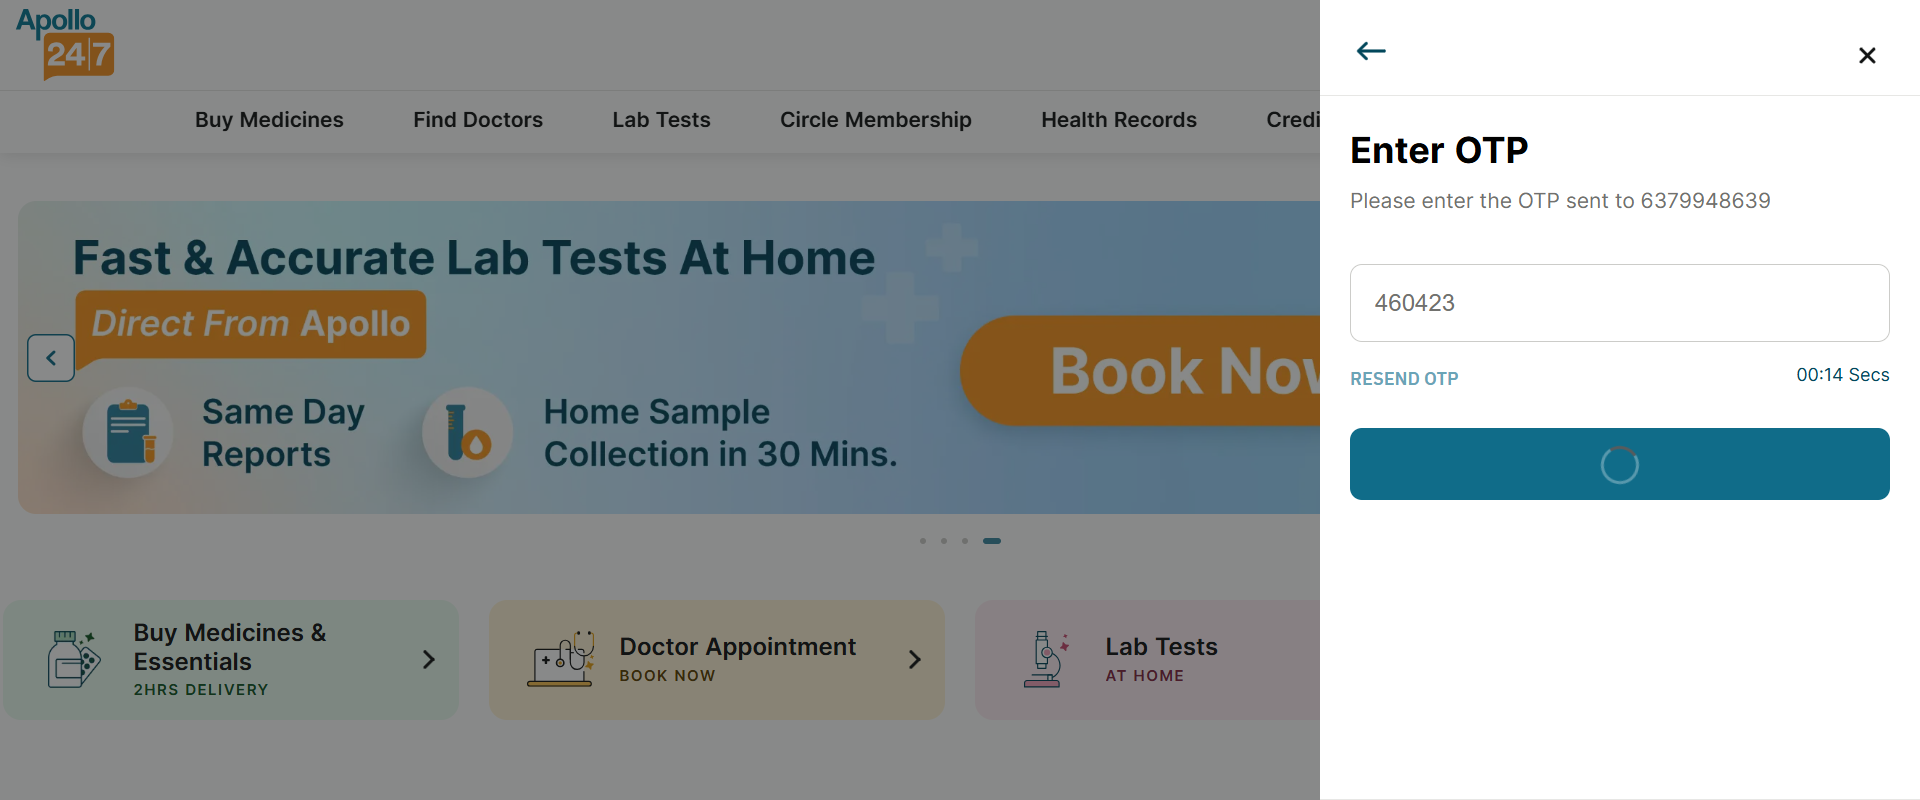 Apollo
24|7
Buy Medicines
Find Doctors
Lab Tests
Circle Membership
Health Records
Credi
Fast & Accurate Lab Tests At Home
Direct From Apollo
Same Day
Reports
Home Sample
Collection in 30 Mins.
Book Now
Buy Medicines &
Essentials
2HRS DELIVERY
Doctor Appointment
BOOK NOW
Lab Tests
AT HOME
Enter OTP
Please enter the OTP sent to 6379948639
460423
RESEND OTP
00:14 Secs